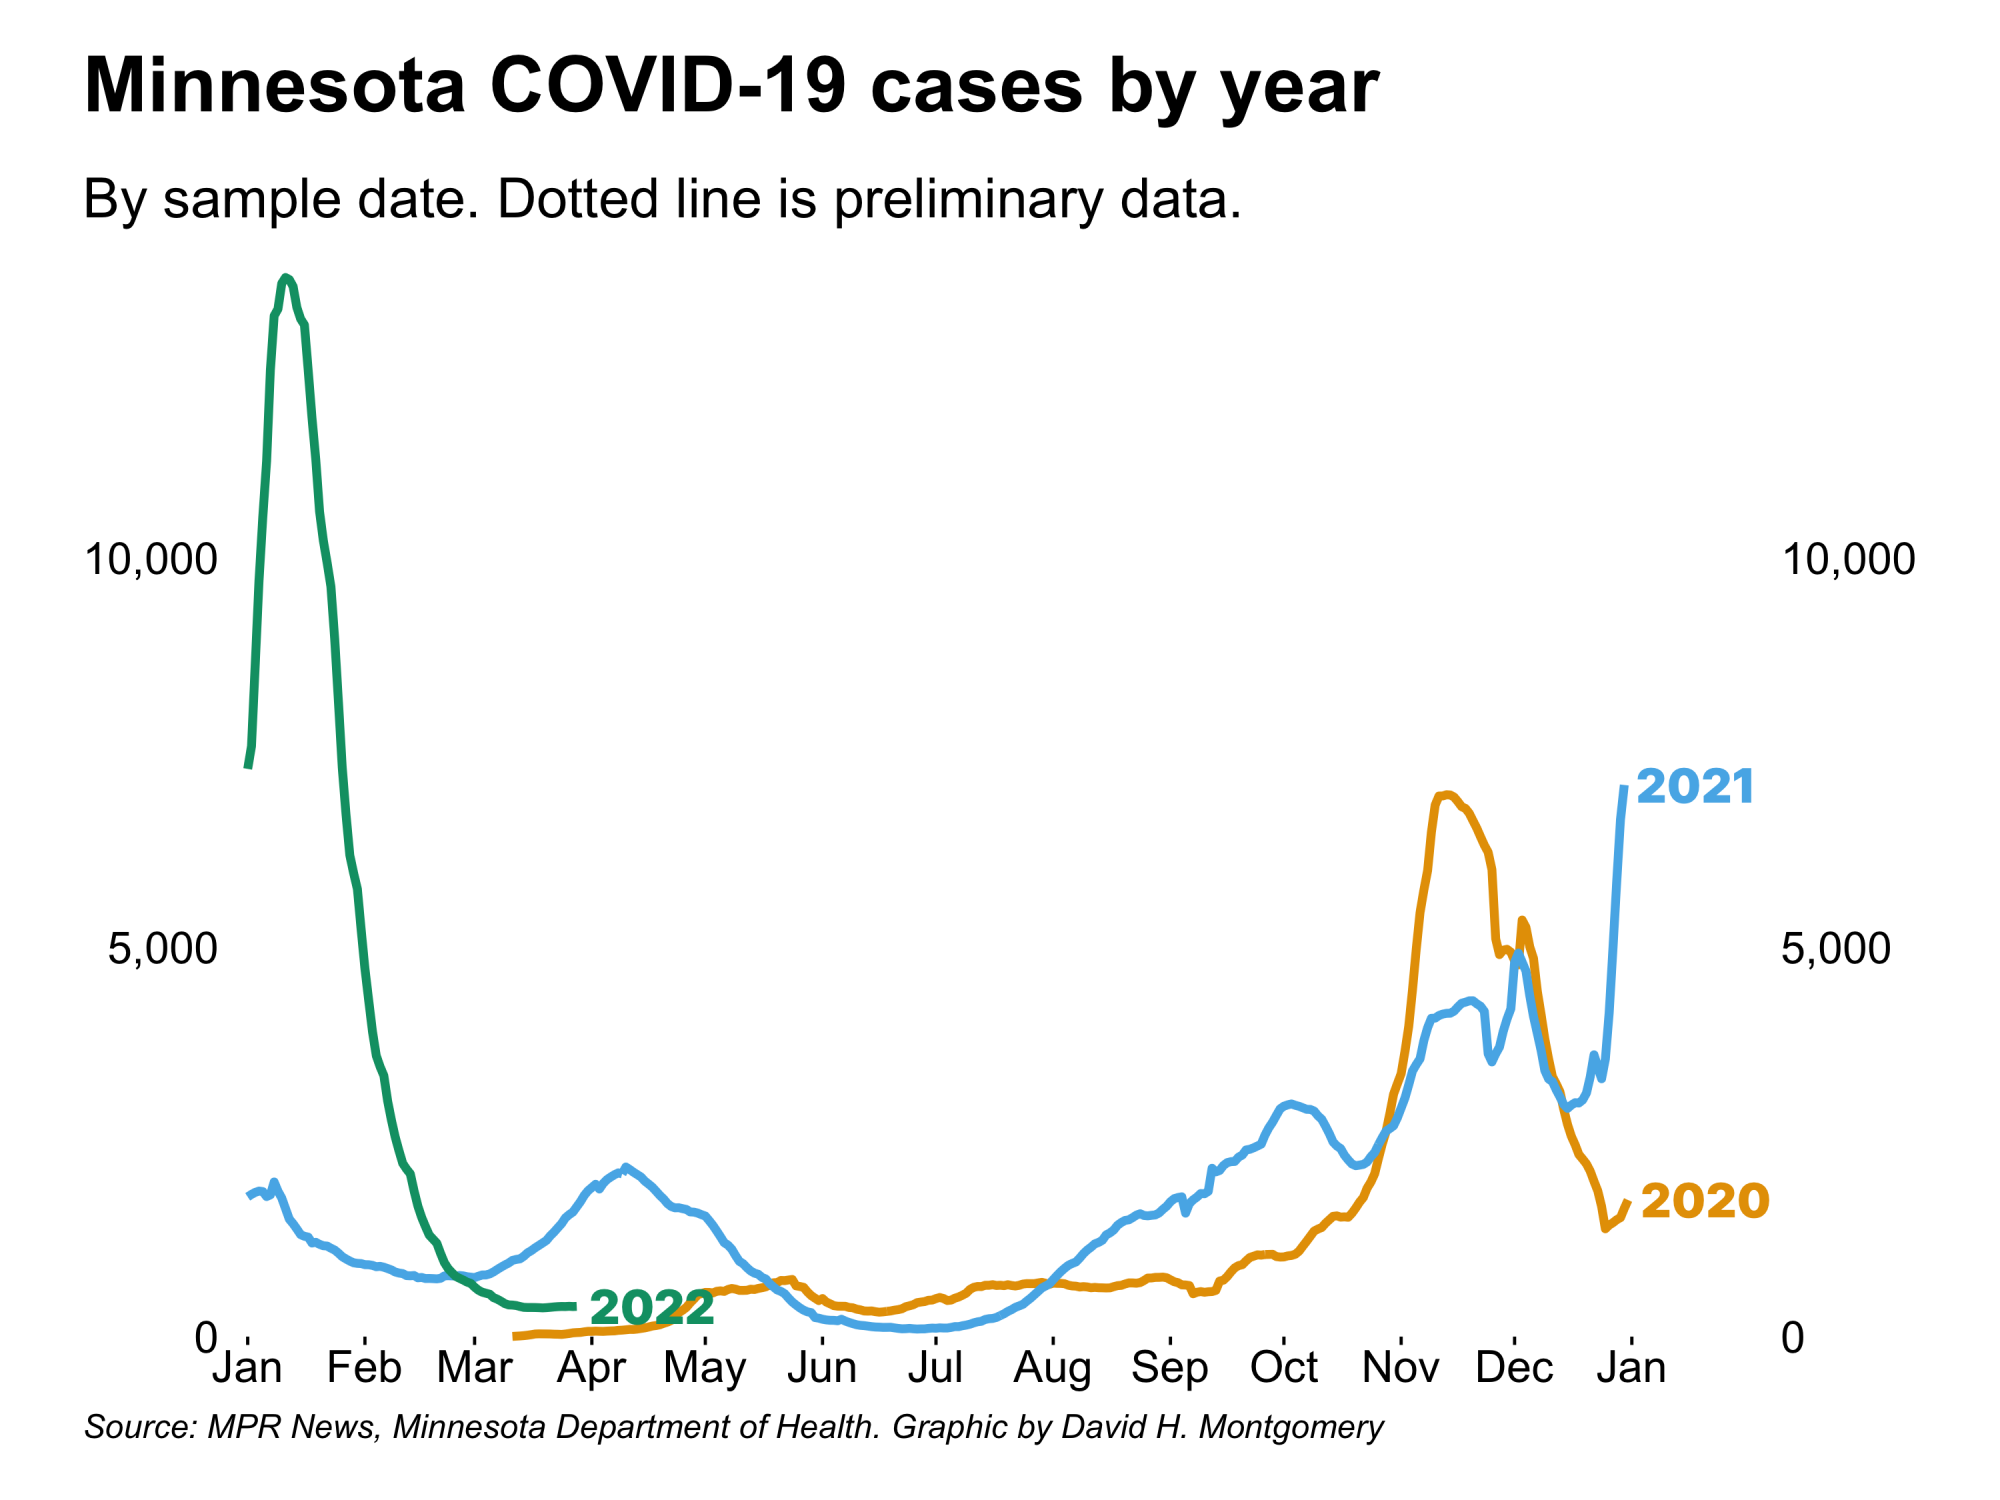 Minnesota COVID-19 cases by year
By sample date. Dotted line is preliminary data.
10,000 10,000
2021
5,000 5,000
2020
2022
0 0
Jan Feb Mar Apr May Jun Jul Aug Sep Oct Nov Dec Jan
Source: MPR News, Minnesota Department of Health. Graphic by David H. Montgomery